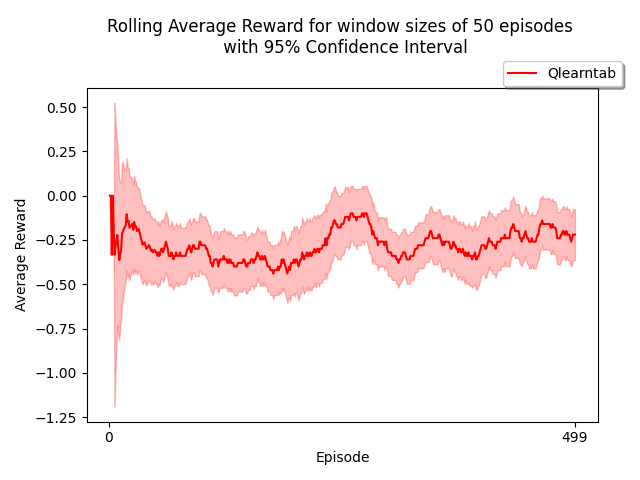 Rolling Average Reward for window sizes of 50 episodes
with 95% Confidence Interval
Qlearntab
0.50
0.25
0.00
−0.25
−0.50
−0.75
−1.00
−1.25
Average Reward
0
499
Episode